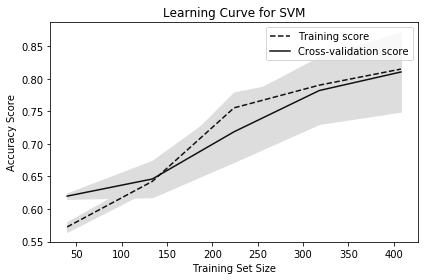 Learning Curve for SVM
Training score
Cross-validation score
Accuracy Score
0.85
0.80
0.75
0.70
0.65
0.60
0.55
50 100 150 200 250 300 350 400
Training Set Size